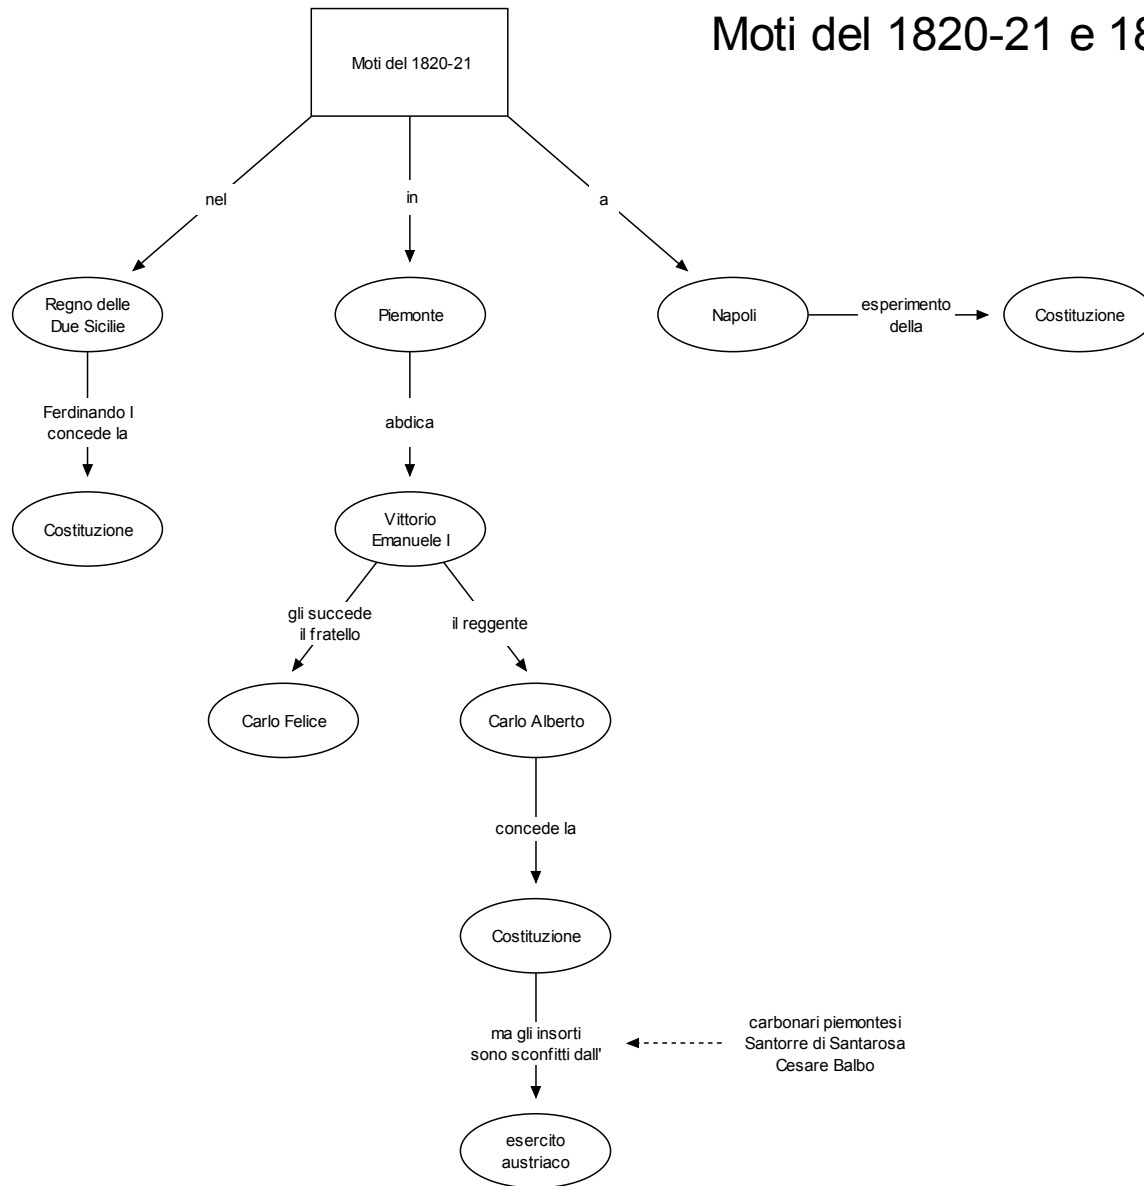 Moti del 1820-21 e 18
Moti del 1820-21
nel
in
a
Regno delle
Due Sicilie
Piemonte
Napoli
esperimento
della
Costituzione
Ferdinando I
concede la
abdica
Costituzione
Vittorio
Emanuele I
gli succede
il fratello
il reggente
Carlo Felice
Carlo Alberto
concede la
Costituzione
ma gli insorti
sono sconfitti dall'
carbonari piemontesi
Santorre di Santarosa
Cesare Balbo
esercito
austriaco